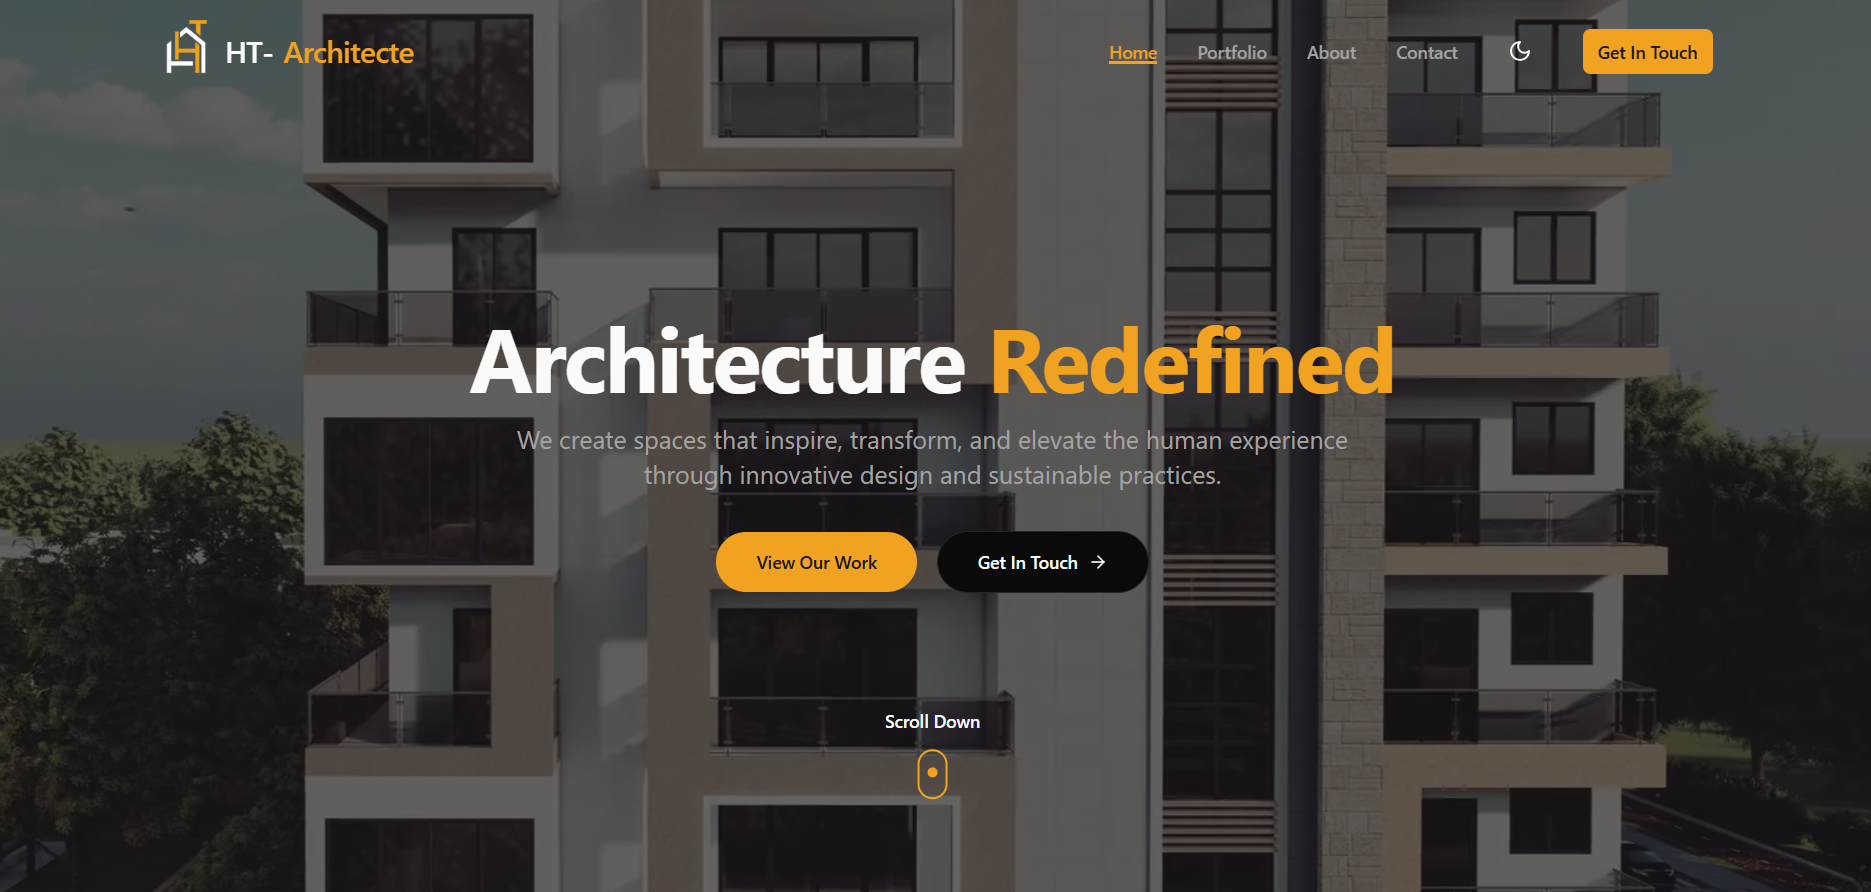 HT- Architecte
Home
Portfolio
About
Contact
Get In Touch
Architecture Redefined
We create spaces that inspire, transform, and elevate the human experience
through innovative design and sustainable practices.
View Our Work
Get In Touch →
Scroll Down